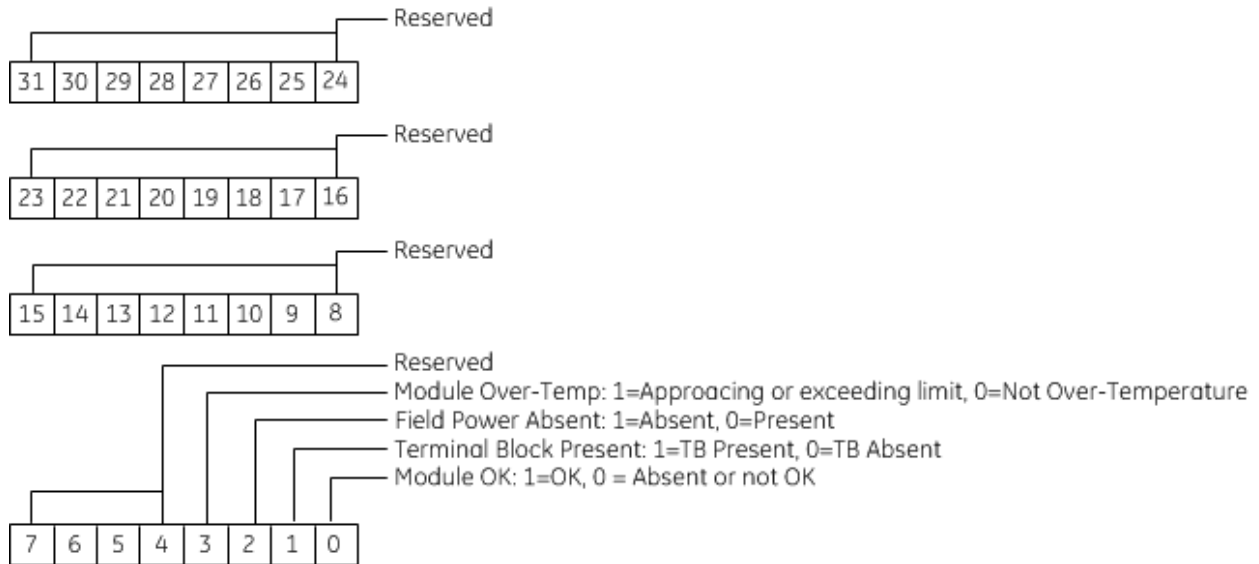 Reserved
31 30 29 28 27 26 25 24
Reserved
23 22 21 20 19 18 17 16
Reserved
15 14 13 12 11 10 9 8
Reserved
Module Over-Temp: 1=Approacing or exceeding limit, 0=Not Over-Temperature
Field Power Absent: 1=Absent, 0=Present
Terminal Block Present: 1=TB Present, 0=TB Absent
Module OK: 1=OK, 0 = Absent or not OK
7 6 5 4 3 2 1 0